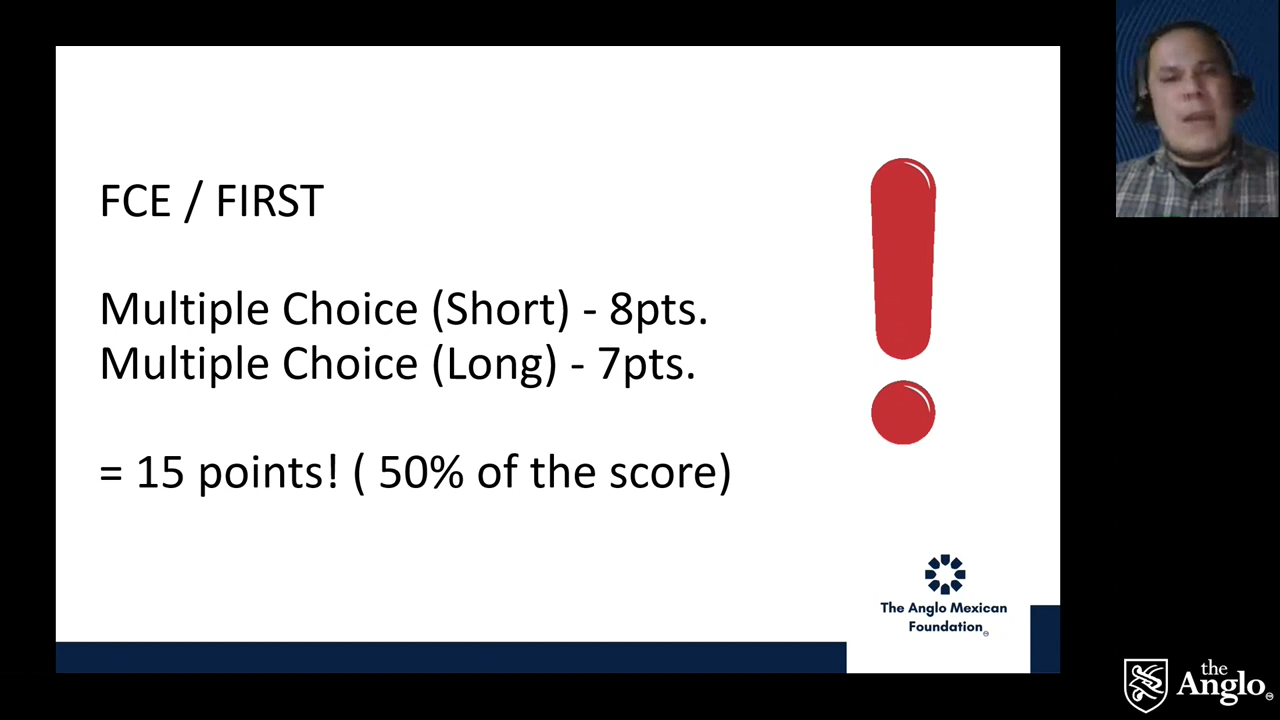 FCE / FIRST
Multiple Choice (Short) - 8pts.
Multiple Choice (Long) - 7pts.
= 15 points! ( 50% of the score)
The Anglo Mexican
Foundation
the
Anglo